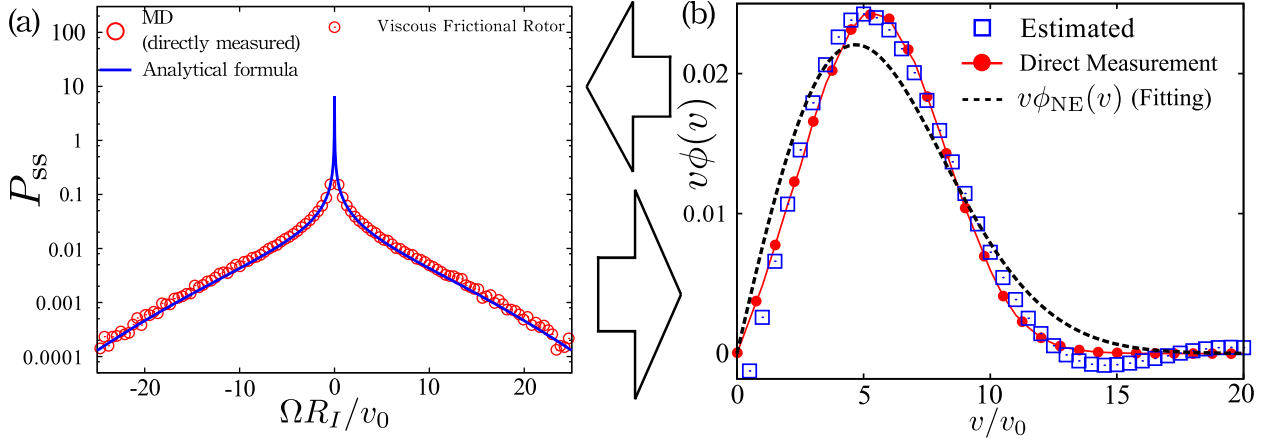 (a)
MD
(directly measured)
Analytical formula
Viscous Frictional Rotor
100
10
1
0.1
0.01
0.001
0.0001
P_ss
-20
-10
0
10
20
ΩR_I/v_0
(b)
Estimated
Direct Measurement
vφ_NE(v) (Fitting)
0.02
0.01
0
vφ(v)
0
5
10
15
20
v/v_0